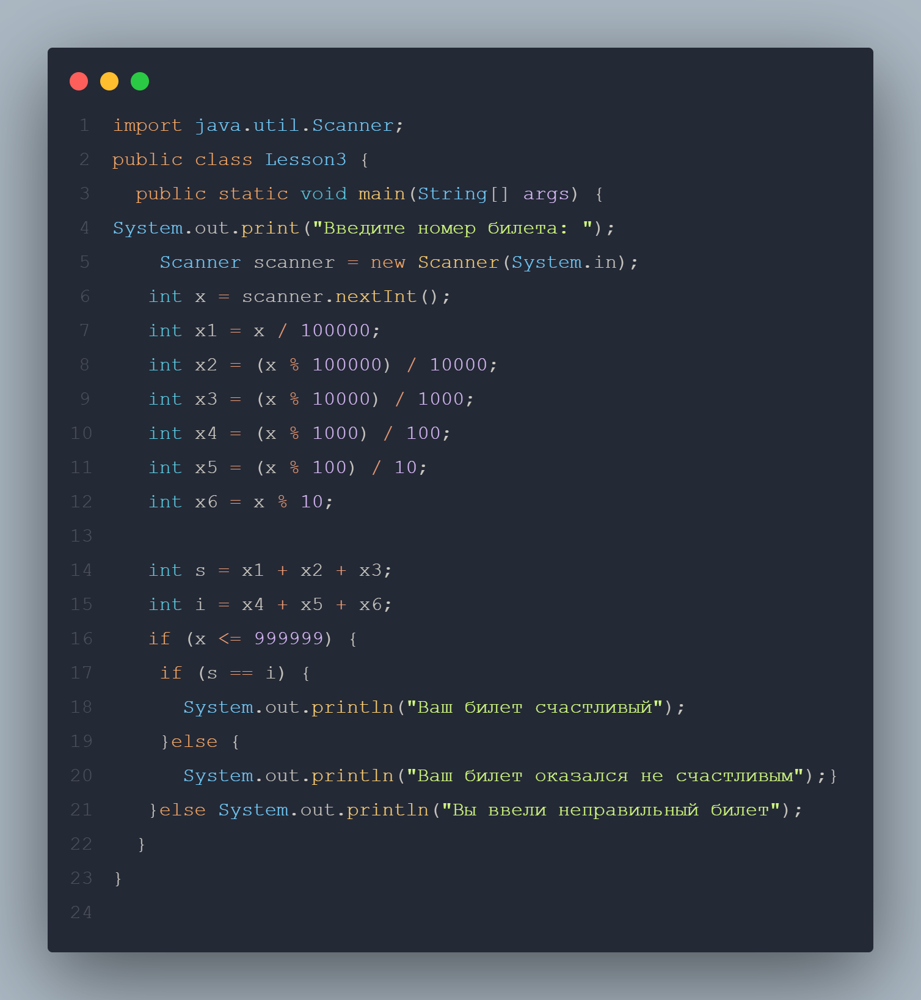 1 import java.util.Scanner;
2 public class Lesson3 {
3   public static void main(String[] args) {
4 System.out.print("Введите номер билета: ");
5     Scanner scanner = new Scanner(System.in);
6    int x = scanner.nextInt();
7    int x1 = x / 100000;
8    int x2 = (x % 100000) / 10000;
9    int x3 = (x % 10000) / 1000;
10    int x4 = (x % 1000) / 100;
11    int x5 = (x % 100) / 10;
12    int x6 = x % 10;
13
14    int s = x1 + x2 + x3;
15    int i = x4 + x5 + x6;
16    if (x <= 999999) {
17     if (s == i) {
18       System.out.println("Ваш билет счастливый");
19     }else {
20       System.out.println("Ваш билет оказался не счастливым");}
21    }else System.out.println("Вы ввели неправильный билет");
22   }
23 }
24